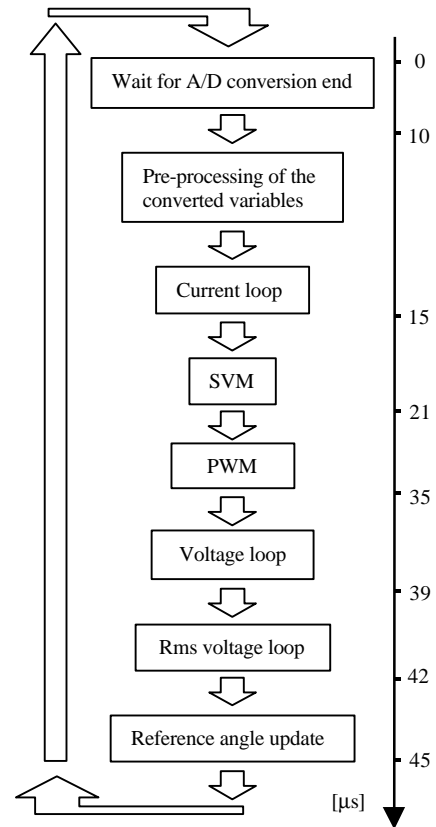 0
Wait for A/D conversion end
10
Pre-processing of the
converted variables
Current loop
15
SVM
21
PWM
35
Voltage loop
39
Rms voltage loop
42
Reference angle update
45
[μs]